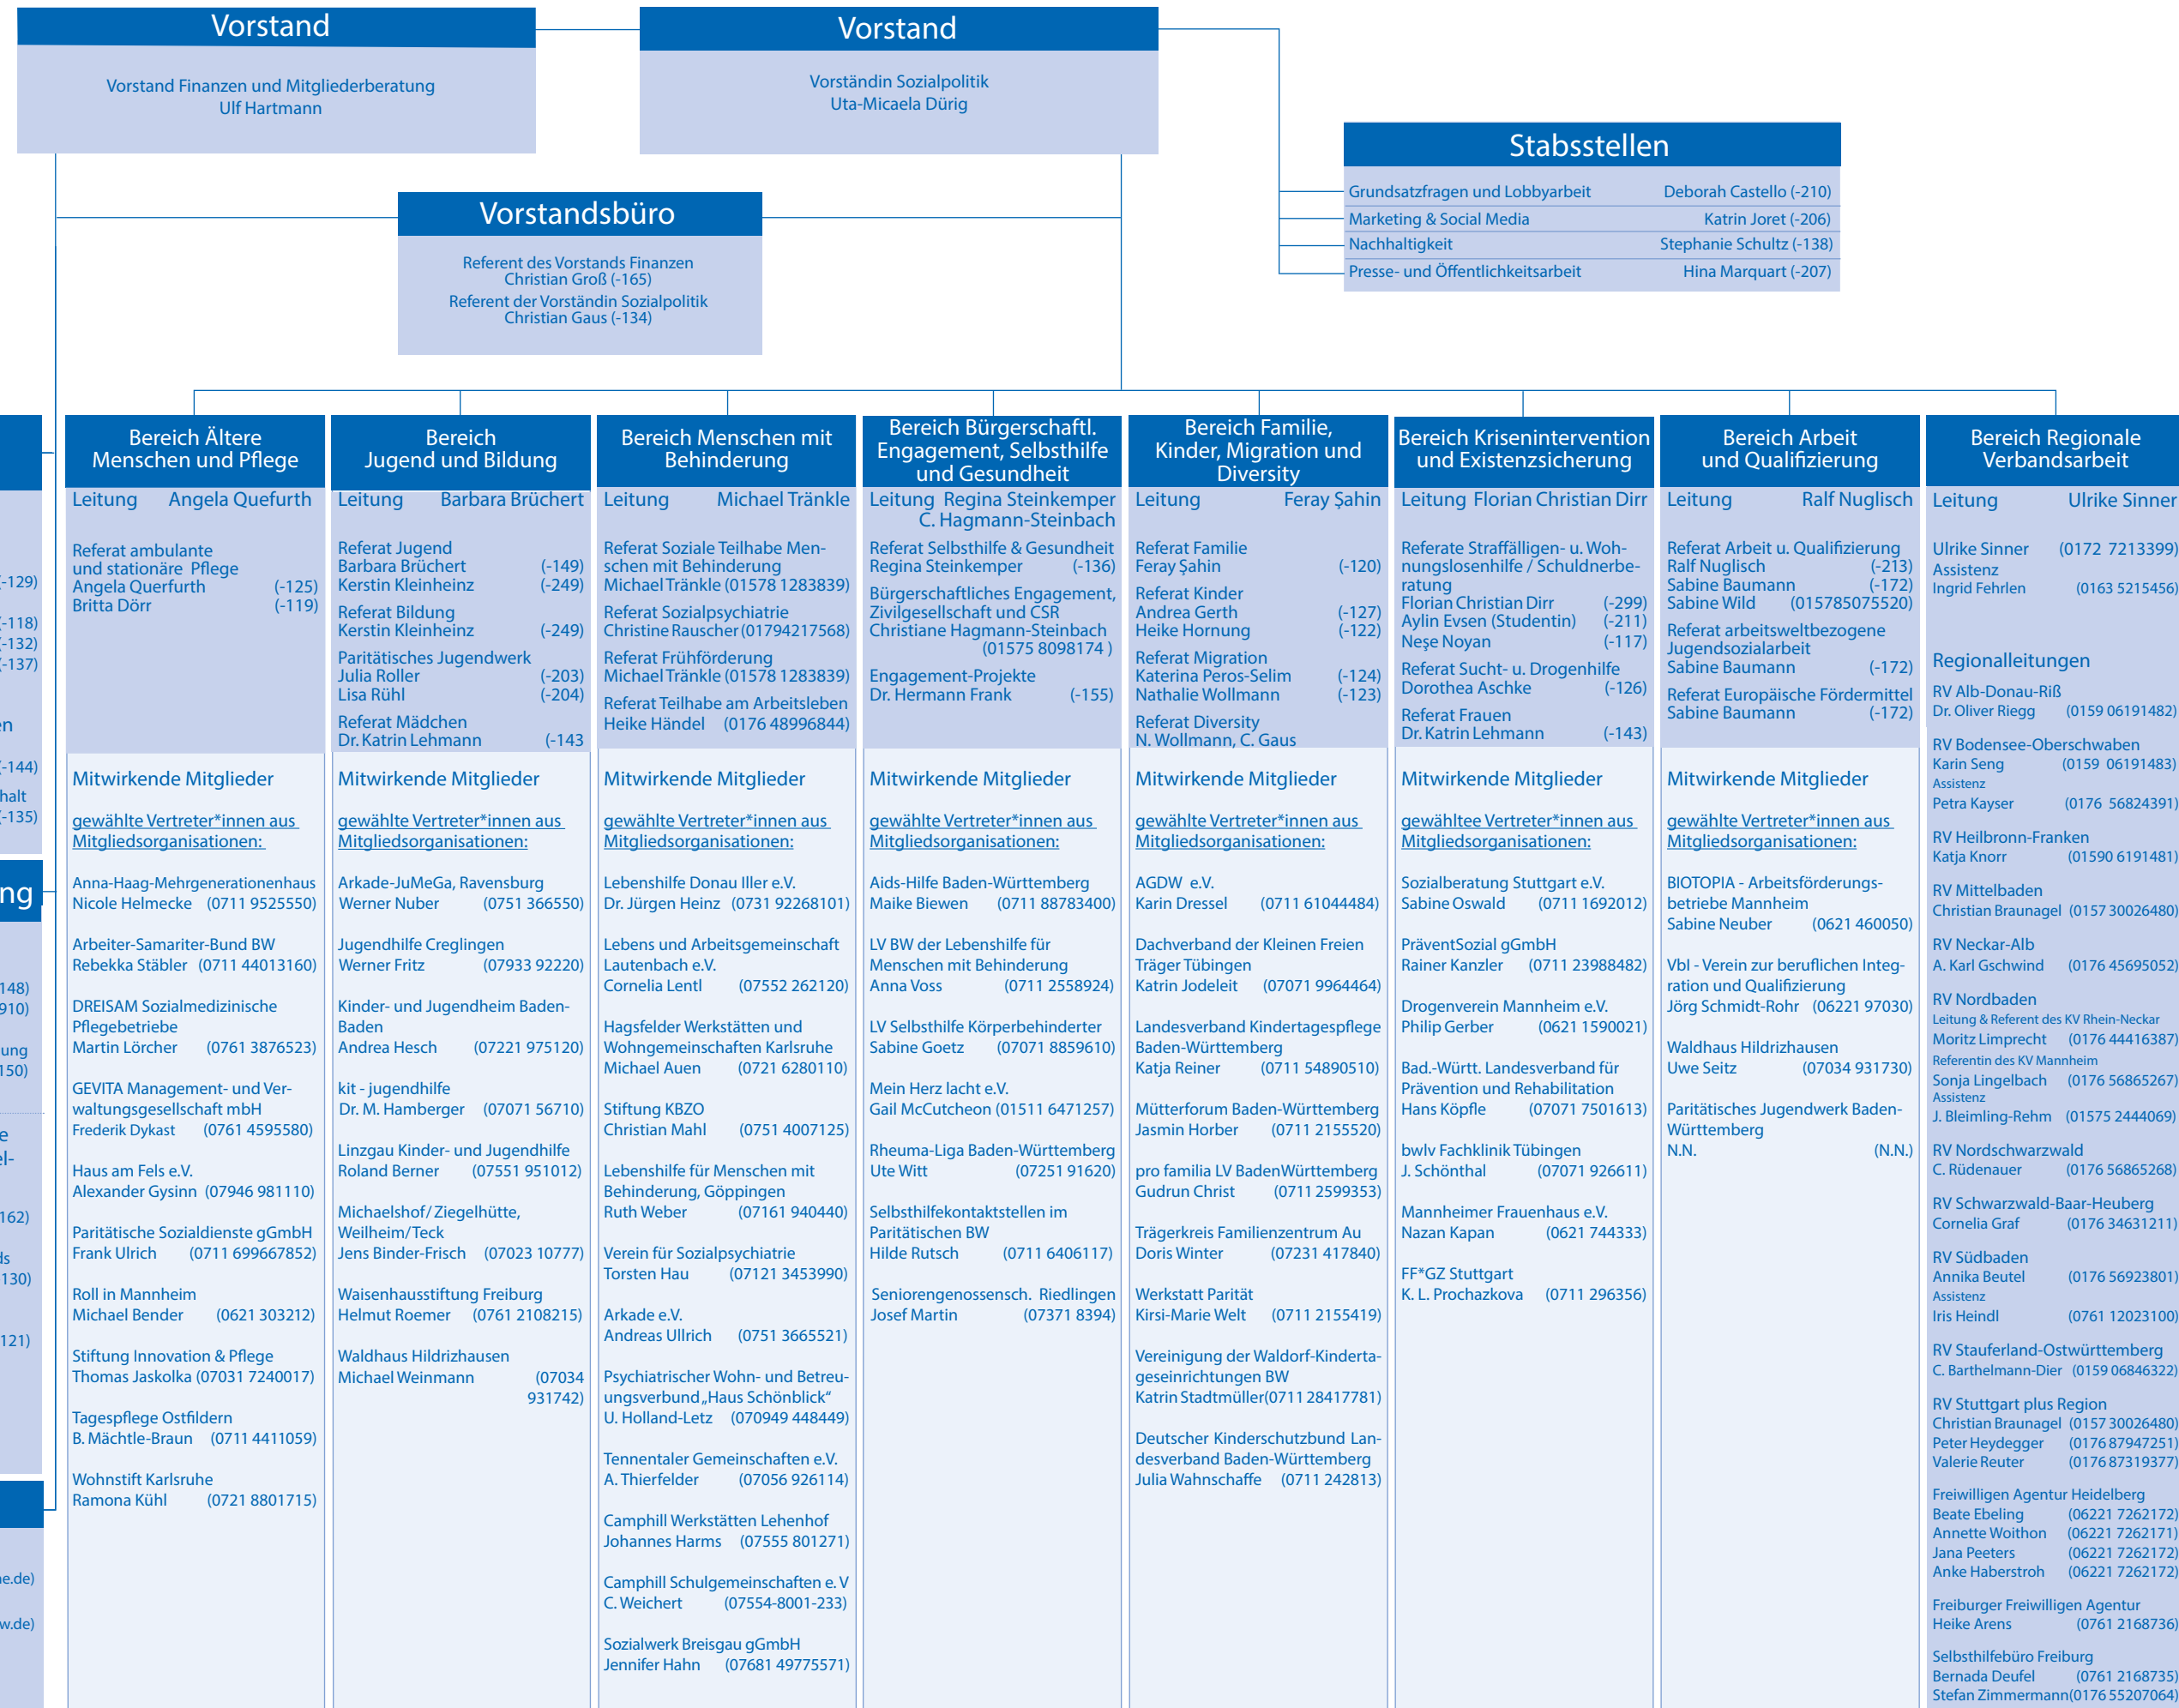 Vorstand
Vorstand Finanzen und Mitgliederberatung
Ulf Hartmann
Vorstand
Vorständin Sozialpolitik
Uta-Micaela Dürig
Stabsstellen
Grundsatzfragen und Lobbyarbeit Deborah Castello (-210)
Marketing & Social Media Katrin Joret (-206)
Nachhaltigkeit Stephanie Schultz (-138)
Presse- und Öffentlichkeitsarbeit Hina Marquart (-207)
Vorstandsbüro
Referent des Vorstands Finanzen
Christian Groß (-165)
Referent der Vorständin Sozialpolitik
Christian Gaus (-134)
-129)
(-118)
(-132)
(-137)
en
(-144)
halt
(-135)
ng
148)
910)
ung
150)
e
el-
162)
ds
130)
121)
e.de)
w.de)
Bereich Ältere
Menschen und Pflege
Leitung Angela Quefurth
Referat ambulante
und stationäre Pflege
Angela Querfurth (-125)
Britta Dörr (-119)
Mitwirkende Mitglieder
gewählte Vertreter*innen aus
Mitgliedsorganisationen:
Anna-Haag-Mehrgenerationenhaus
Nicole Helmecke (0711 9525550)
Arbeiter-Samariter-Bund BW
Rebekka Stäbler (0711 44013160)
DREISAM Sozialmedizinische
Pflegebetriebe
Martin Lörcher (0761 3876523)
GEVITA Management- und Ver-
waltungsgesellschaft mbH
Frederik Dykast (0761 4595580)
Haus am Fels e.V.
Alexander Gysinn (07946 981110)
Paritätische Sozialdienste gGmbH
Frank Ulrich (0711 699667852)
Roll in Mannheim
Michael Bender (0621 303212)
Stiftung Innovation & Pflege
Thomas Jaskolka (07031 7240017)
Tagespflege Ostfildern
B. Mächtle-Braun (0711 4411059)
Wohnstift Karlsruhe
Ramona Kühl (0721 8801715)
Bereich
Jugend und Bildung
Leitung Barbara Brüchert
Referat Jugend
Barbara Brüchert (-149)
Kerstin Kleinheinz (-249)
Referat Bildung
Kerstin Kleinheinz (-249)
Paritätisches Jugendwerk
Julia Roller (-203)
Lisa Rühl (-204)
Referat Mädchen
Dr. Katrin Lehmann (-143
Mitwirkende Mitglieder
gewählte Vertreter*innen aus
Mitgliedsorganisationen:
Arkade-JuMeGa, Ravensburg
Werner Nuber (0751 366550)
Jugendhilfe Creglingen
Werner Fritz (07933 92220)
Kinder- und Jugendheim Baden-
Baden
Andrea Hesch (07221 975120)
kit - jugendhilfe
Dr. M. Hamberger (07071 56710)
Linzgau Kinder- und Jugendhilfe
Roland Berner (07551 951012)
Michaelshof/ Ziegelhütte,
Weilheim/Teck
Jens Binder-Frisch (07023 10777)
Waisenhausstiftung Freiburg
Helmut Roemer (0761 2108215)
Waldhaus Hildrizhausen
Michael Weinmann (07034
931742)
Bereich Menschen mit
Behinderung
Leitung Michael Tränkle
Referat Soziale Teilhabe Men-
schen mit Behinderung
Michael Tränkle (01578 1283839)
Referat Sozialpsychiatrie
Christine Rauscher (01794217568)
Referat Frühförderung
Michael Tränkle (01578 1283839)
Referat Teilhabe am Arbeitsleben
Heike Händel (0176 48996844)
Mitwirkende Mitglieder
gewählte Vertreter*innen aus
Mitgliedsorganisationen:
Lebenshilfe Donau Iller e.V.
Dr. Jürgen Heinz (0731 92268101)
Lebens und Arbeitsgemeinschaft
Lautenbach e.V.
Cornelia Lentl (07552 262120)
Hagsfelder Werkstätten und
Wohngemeinschaften Karlsruhe
Michael Auen (0721 6280110)
Stiftung KBZO
Christian Mahl (0751 4007125)
Lebenshilfe für Menschen mit
Behinderung, Göppingen
Ruth Weber (07161 940440)
Verein für Sozialpsychiatrie
Torsten Hau (07121 3453990)
Arkade e.V.
Andreas Ullrich (0751 3665521)
Psychiatrischer Wohn- und Betreu-
ungsverbund „Haus Schönblick“
U. Holland-Letz (070949 448449)
Tennentaler Gemeinschaften e.V.
A. Thierfelder (07056 926114)
Camphill Werkstätten Lehenhof
Johannes Harms (07555 801271)
Camphill Schulgemeinschaften e. V
C. Weichert (07554-8001-233)
Sozialwerk Breisgau gGmbH
Jennifer Hahn (07681 49775571)
Bereich Bürgerschaftl.
Engagement, Selbsthilfe
und Gesundheit
Leitung Regina Steinkemper
C. Hagmann-Steinbach
Referat Selbsthilfe & Gesundheit
Regina Steinkemper (-136)
Bürgerschaftliches Engagement,
Zivilgesellschaft und CSR
Christiane Hagmann-Steinbach
(01575 8098174 )
Engagement-Projekte
Dr. Hermann Frank (-155)
Mitwirkende Mitglieder
gewählte Vertreter*innen aus
Mitgliedsorganisationen:
Aids-Hilfe Baden-Württemberg
Maike Biewen (0711 88783400)
LV BW der Lebenshilfe für
Menschen mit Behinderung
Anna Voss (0711 2558924)
LV Selbsthilfe Körperbehinderter
Sabine Goetz (07071 8859610)
Mein Herz lacht e.V.
Gail McCutcheon (01511 6471257)
Rheuma-Liga Baden-Württemberg
Ute Witt (07251 91620)
Selbsthilfekontaktstellen im
Paritätischen BW
Hilde Rutsch (0711 6406117)
Seniorengenossensch. Riedlingen
Josef Martin (07371 8394)
Bereich Familie,
Kinder, Migration und
Diversity
Leitung Feray Şahin
Referat Familie
Feray Şahin (-120)
Referat Kinder
Andrea Gerth (-127)
Heike Hornung (-122)
Referat Migration
Katerina Peros-Selim (-124)
Nathalie Wollmann (-123)
Referat Diversity
N. Wollmann, C. Gaus
Mitwirkende Mitglieder
gewählte Vertreter*innen aus
Mitgliedsorganisationen:
AGDW e.V.
Karin Dressel (0711 61044484)
Dachverband der Kleinen Freien
Träger Tübingen
Katrin Jodeleit (07071 9964464)
Landesverband Kindertagespflege
Baden-Württemberg
Katja Reiner (0711 54890510)
Mütterforum Baden-Württemberg
Jasmin Horber (0711 2155520)
pro familia LV BadenWürttemberg
Gudrun Christ (0711 2599353)
Trägerkreis Familienzentrum Au
Doris Winter (07231 417840)
Werkstatt Parität
Kirsi-Marie Welt (0711 2155419)
Vereinigung der Waldorf-Kinderta-
geseinrichtungen BW
Katrin Stadtmüller(0711 28417781)
Deutscher Kinderschutzbund Lan-
desverband Baden-Württemberg
Julia Wahnschaffe (0711 242813)
Bereich Krisenintervention
und Existenzsicherung
Leitung Florian Christian Dirr
Referate Straffälligen- u. Woh-
nungslosenhilfe / Schuldnerbe-
ratung
Florian Christian Dirr (-299)
Aylin Evsen (Studentin) (-211)
Neşe Noyan (-117)
Referat Sucht- u. Drogenhilfe
Dorothea Aschke (-126)
Referat Frauen
Dr. Katrin Lehmann (-143)
Mitwirkende Mitglieder
gewähltee Vertreter*innen aus
Mitgliedsorganisationen:
Sozialberatung Stuttgart e.V.
Sabine Oswald (0711 1692012)
PräventSozial gGmbH
Rainer Kanzler (0711 23988482)
Drogenverein Mannheim e.V.
Philip Gerber (0621 1590021)
Bad.-Württ. Landesverband für
Prävention und Rehabilitation
Hans Köpfle (07071 7501613)
bwlv Fachklinik Tübingen
J. Schönthal (07071 926611)
Mannheimer Frauenhaus e.V.
Nazan Kapan (0621 744333)
FF*GZ Stuttgart
K. L. Prochazkova (0711 296356)
Bereich Arbeit
und Qualifizierung
Leitung Ralf Nuglisch
Referat Arbeit u. Qualifizierung
Ralf Nuglisch (-213)
Sabine Baumann (-172)
Sabine Wild (015785075520)
Referat arbeitsweltbezogene
Jugendsozialarbeit
Sabine Baumann (-172)
Referat Europäische Fördermittel
Sabine Baumann (-172)
Mitwirkende Mitglieder
gewählte Vertreter*innen aus
Mitgliedsorganisationen:
BIOTOPIA - Arbeitsförderungs-
betriebe Mannheim
Sabine Neuber (0621 460050)
Vbl - Verein zur beruflichen Integ-
ration und Qualifizierung
Jörg Schmidt-Rohr (06221 97030)
Waldhaus Hildrizhausen
Uwe Seitz (07034 931730)
Paritätisches Jugendwerk Baden-
Württemberg
N.N. (N.N.)
Bereich Regionale
Verbandsarbeit
Leitung Ulrike Sinner
Ulrike Sinner (0172 7213399)
Assistenz
Ingrid Fehrlen (0163 5215456)
Regionalleitungen
RV Alb-Donau-Riß
Dr. Oliver Riegg (0159 06191482)
RV Bodensee-Oberschwaben
Karin Seng (0159 06191483)
Assistenz
Petra Kayser (0176 56824391)
RV Heilbronn-Franken
Katja Knorr (01590 6191481)
RV Mittelbaden
Christian Braunagel (0157 30026480)
RV Neckar-Alb
A. Karl Gschwind (0176 45695052)
RV Nordbaden
Leitung & Referent des KV Rhein-Neckar
Moritz Limprecht (0176 44416387)
Referentin des KV Mannheim
Sonja Lingelbach (0176 56865267)
Assistenz
J. Bleimling-Rehm (01575 2444069)
RV Nordschwarzwald
C. Rüdenauer (0176 56865268)
RV Schwarzwald-Baar-Heuberg
Cornelia Graf (0176 34631211)
RV Südbaden
Annika Beutel (0176 56923801)
Assistenz
Iris Heindl (0761 12023100)
RV Stauferland-Ostwürttemberg
C. Barthelmann-Dier (0159 06846322)
RV Stuttgart plus Region
Christian Braunagel (0157 30026480)
Peter Heydegger (0176 87947251)
Valerie Reuter (0176 87319377)
Freiwilligen Agentur Heidelberg
Beate Ebeling (06221 7262172)
Annette Woithon (06221 7262171)
Jana Peeters (06221 7262172)
Anke Haberstroh (06221 7262172)
Freiburger Freiwilligen Agentur
Heike Arens (0761 2168736)
Selbsthilfebüro Freiburg
Bernada Deufel (0761 2168735)
Stefan Zimmermann(0176 55207064)